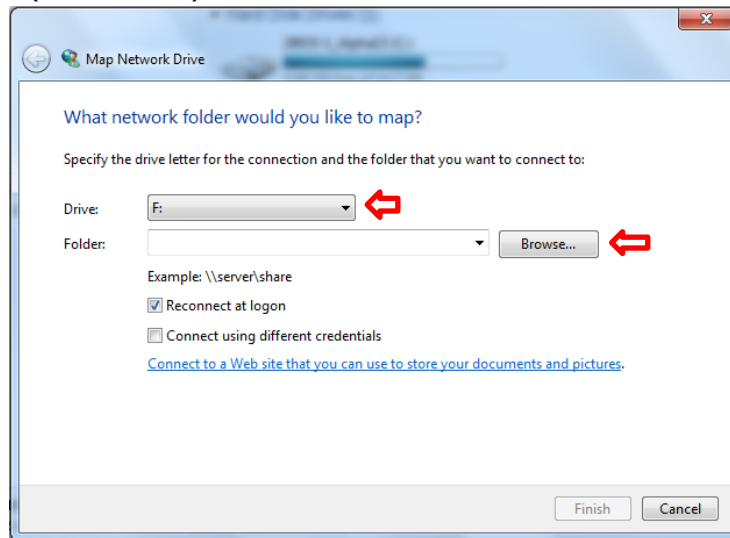 Map Network Drive
What network folder would you like to map?
Specify the drive letter for the connection and the folder that you want to connect to:
Drive: F:
Folder: Browse...
Example: \\server\share
Reconnect at logon
Connect using different credentials
Connect to a Web site that you can use to store your documents and pictures.
Finish Cancel